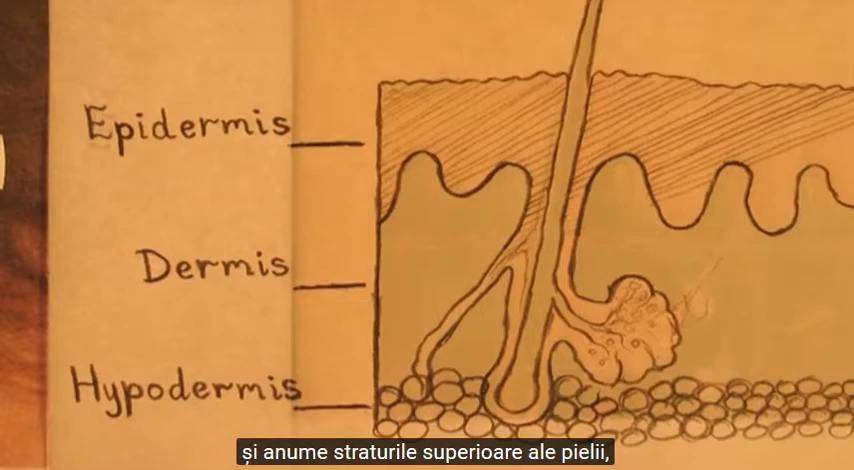 Epidermis
Dermis
Hypodermis
și anume straturile superioare ale pielii,